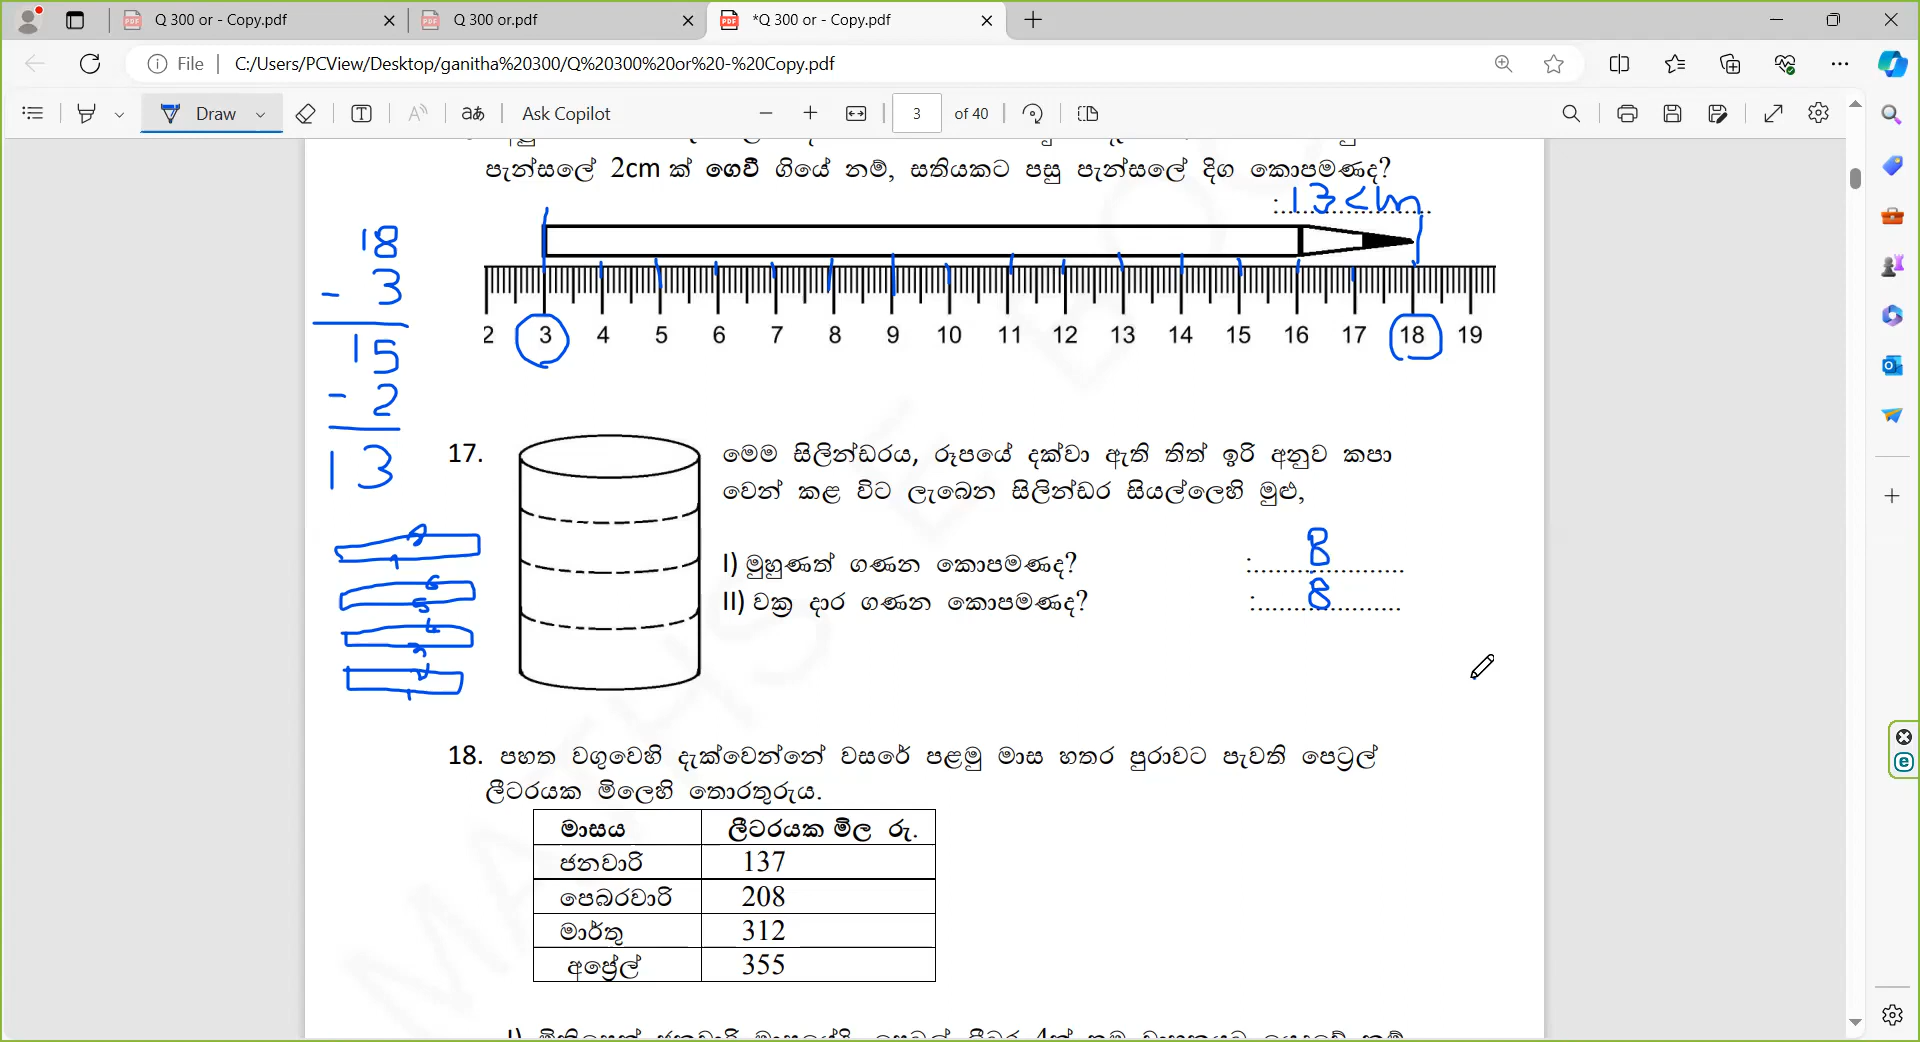 Q 300 or - Copy.pdf
Q 300 or.pdf
*Q 300 or - Copy.pdf
File
C:/Users/PCView/Desktop/ganitha%20300/Q%20300%20or%20-%20Copy.pdf
Draw
Ask Copilot
3 of 40
පැන්සලේ 2cm ක් ගෙවී ගියේ නම්, සතියකට පසු පැන්සලේ දිග කොපමණද?
:13cm
18
- 3
15
- 2
13
2 3 4 5 6 7 8 9 10 11 12 13 14 15 16 17 18 19
17. මෙම සිලින්ඩරය, රූපයේ දක්වා ඇති තිත් ඉරි අනුව කපා
වෙන් කළ විට ලැබෙන සිලින්ඩර සියල්ලෙහි මුළු,
I) මුහුණත් ගණන කොපමණද? :........8........
II) වක්‍ර දාර ගණන කොපමණද? :........8........
18. පහත වගුවෙහි දැක්වෙන්නේ වසරේ පළමු මාස හතර පුරාවට පැවති පෙට්‍රල්
ලීටරයක මිලෙහි තොරතුරුය.
මාසය ලීටරයක මිල රු.
ජනවාරි 137
පෙබරවාරි 208
මාර්තු 312
අප්‍රේල් 355